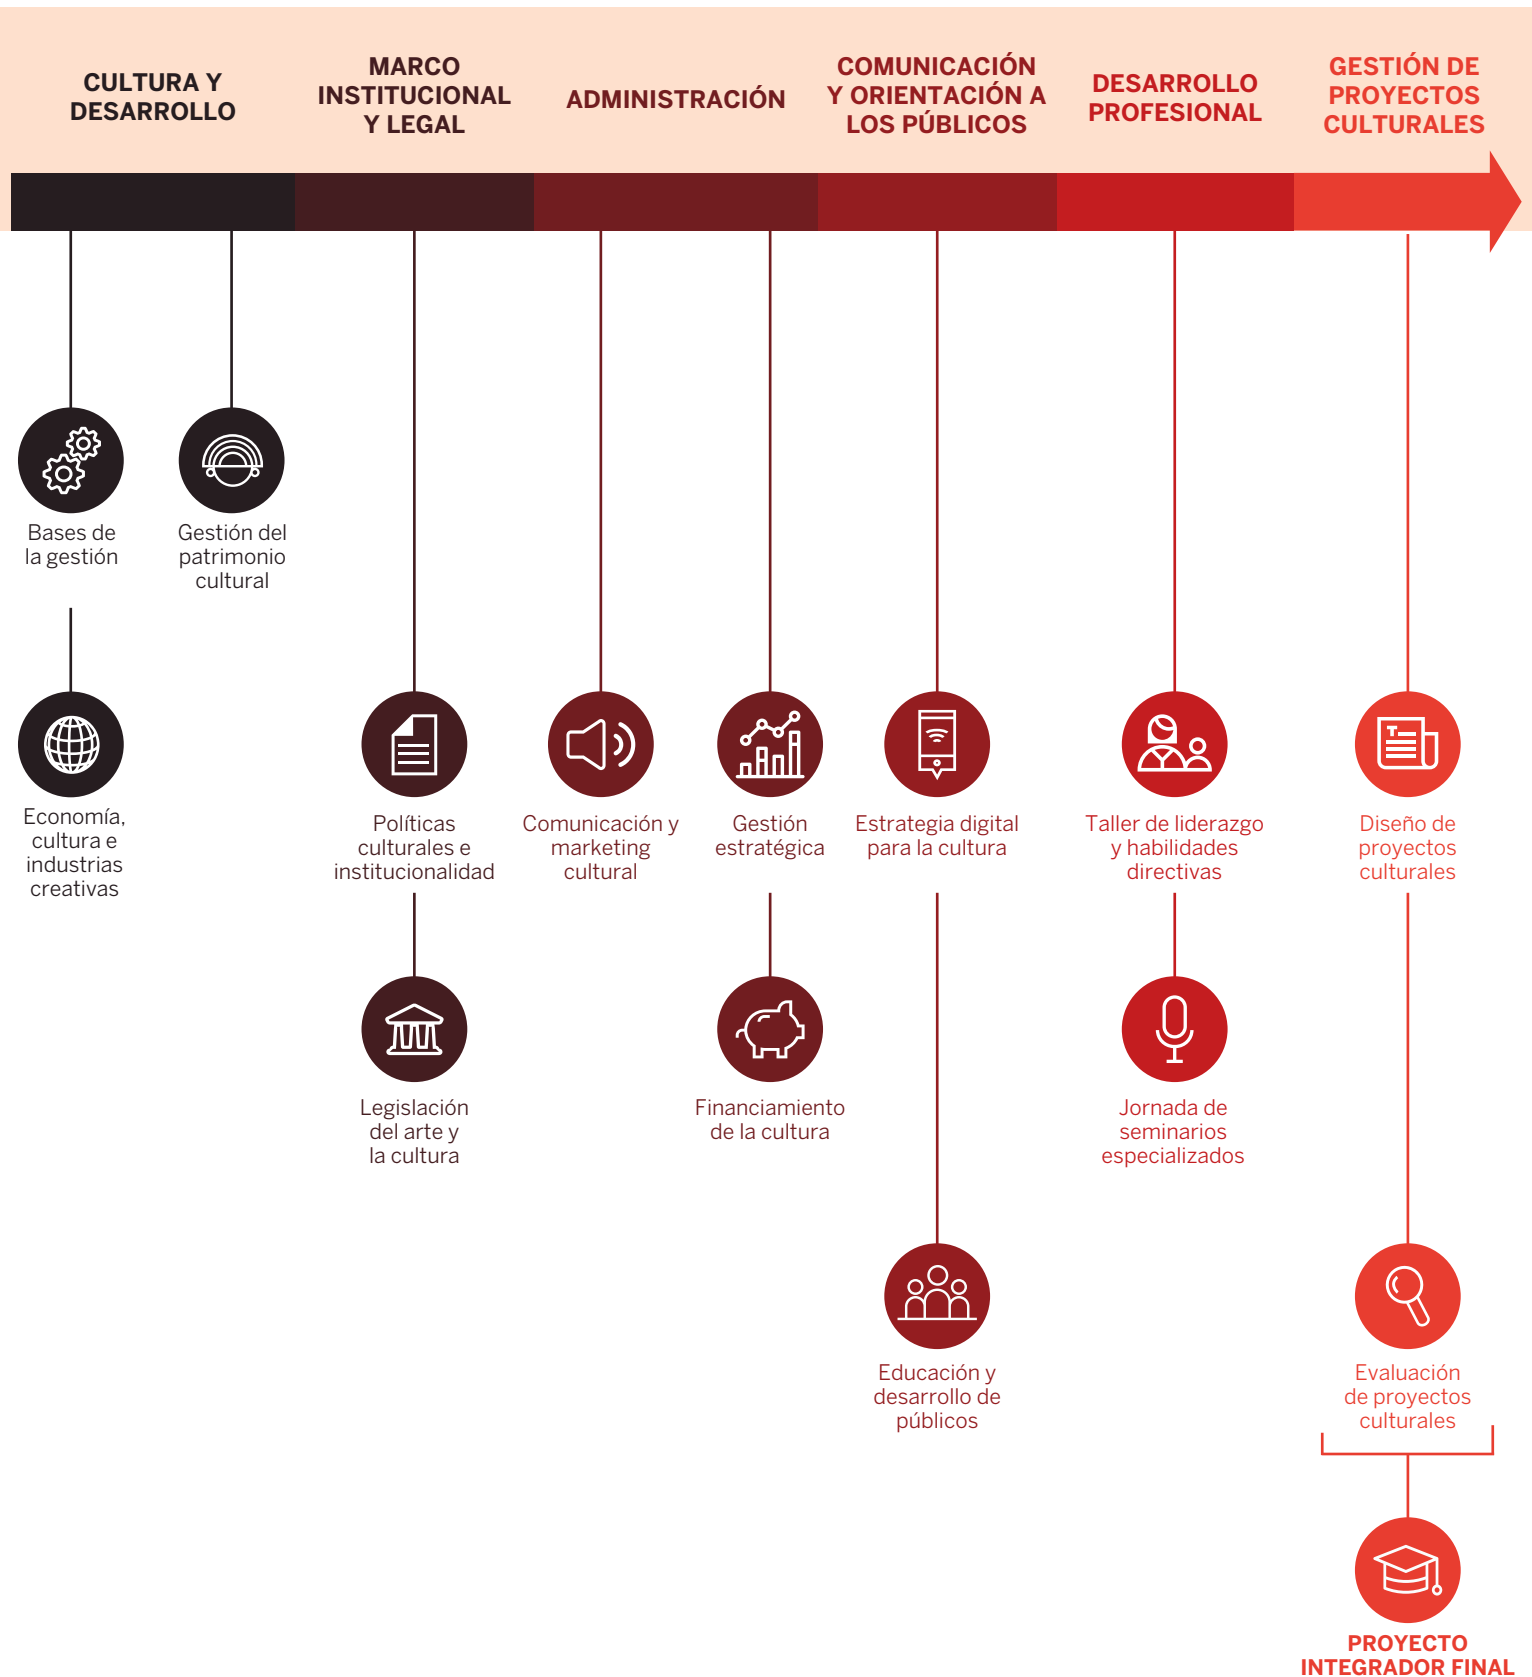 CULTURA Y
DESARROLLO
MARCO
INSTITUCIONAL
Y LEGAL
ADMINISTRACIÓN
COMUNICACIÓN
Y ORIENTACIÓN A
LOS PÚBLICOS
DESARROLLO
PROFESIONAL
GESTIÓN DE
PROYECTOS
CULTURALES
Bases de
la gestión
Gestión del
patrimonio
cultural
Economía,
cultura e
industrias
creativas
Políticas
culturales e
institucionalidad
Comunicación y
marketing
cultural
Gestión
estratégica
Estrategia digital
para la cultura
Taller de liderazgo
y habilidades
directivas
T
Diseño de
proyectos
culturales
Legislación
del arte y
la cultura
Financiamiento
de la cultura
Jornada de
seminarios
especializados
Educación y
desarrollo de
públicos
Evaluación
de proyectos
culturales
PROYECTO
INTEGRADOR FINAL